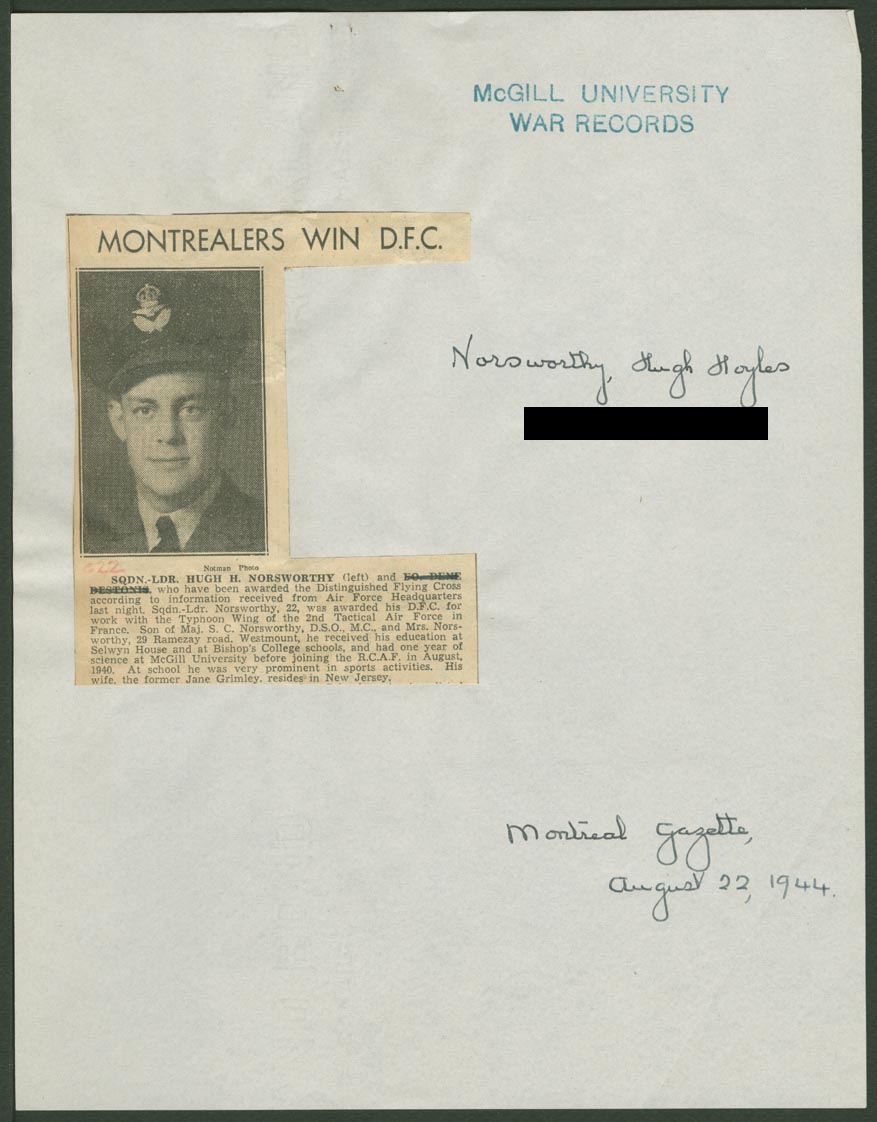 McGILL UNIVERSITY
WAR RECORDS
MONTREALERS WIN D.F.C.
Norsworthy, Hugh Hoyles
Notman Photo
SQDN.-LDR. HUGH H. NORSWORTHY (left) and FO. DENE
DESTONIS, who have been awarded the Distinguished Flying Cross
according to information received from Air Force Headquarters
last night. Sqdn.-Ldr. Norsworthy, 22, was awarded his D.F.C. for
work with the Typhoon Wing of the 2nd Tactical Air Force in
France. Son of Maj. S. C. Norsworthy, D.S.O., M.C., and Mrs. Nors-
worthy, 29 Ramezay road, Westmount, he received his education at
Selwyn House and at Bishop's College schools, and had one year of
science at McGill University before joining the R.C.A.F. in August,
1940. At school he was very prominent in sports activities. His
wife, the former Jane Grimley, resides in New Jersey.
Montreal Gazette,
August 22, 1944.